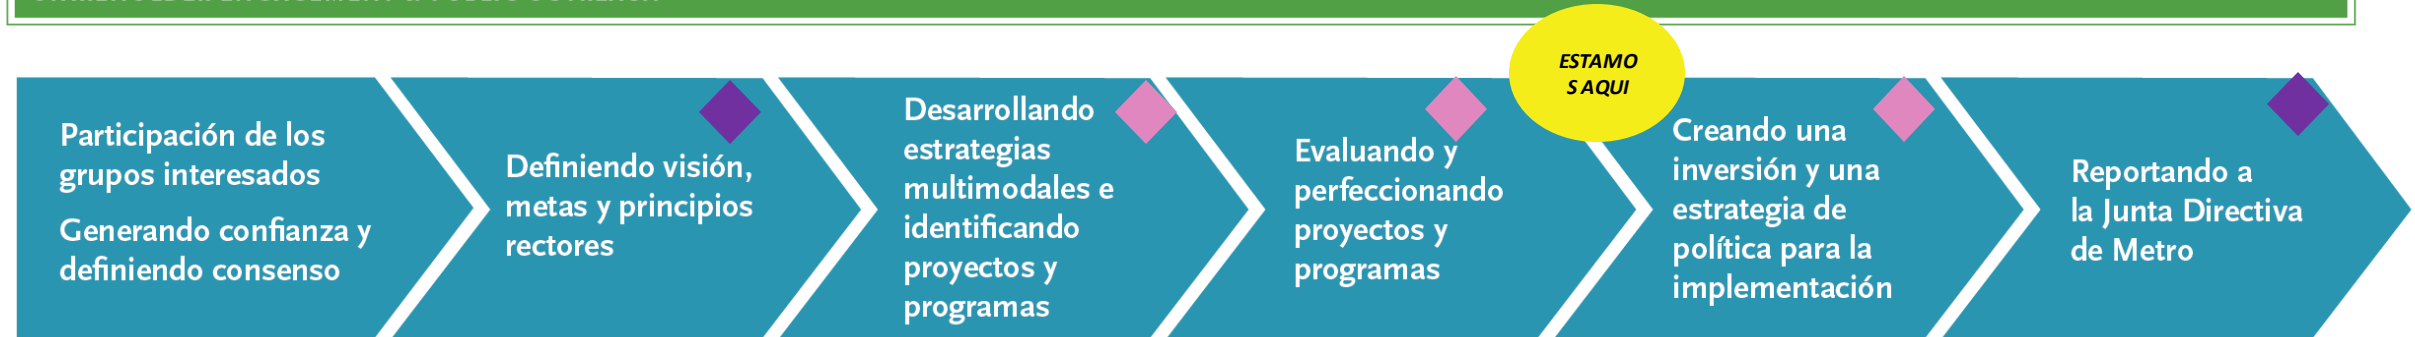 ESTAMO
S AQUI
Participación de los
grupos interesados
Generando confianza y
definiendo consenso
Definiendo visión,
metas y principios
rectores
Desarrollando
estrategias
multimodales e
identificando
proyectos y
programas
Evaluando y
perfeccionando
proyectos y
programas
Creando una
inversión y una
estrategia de
política para la
implementación
Reportando a
la Junta Directiva
de Metro